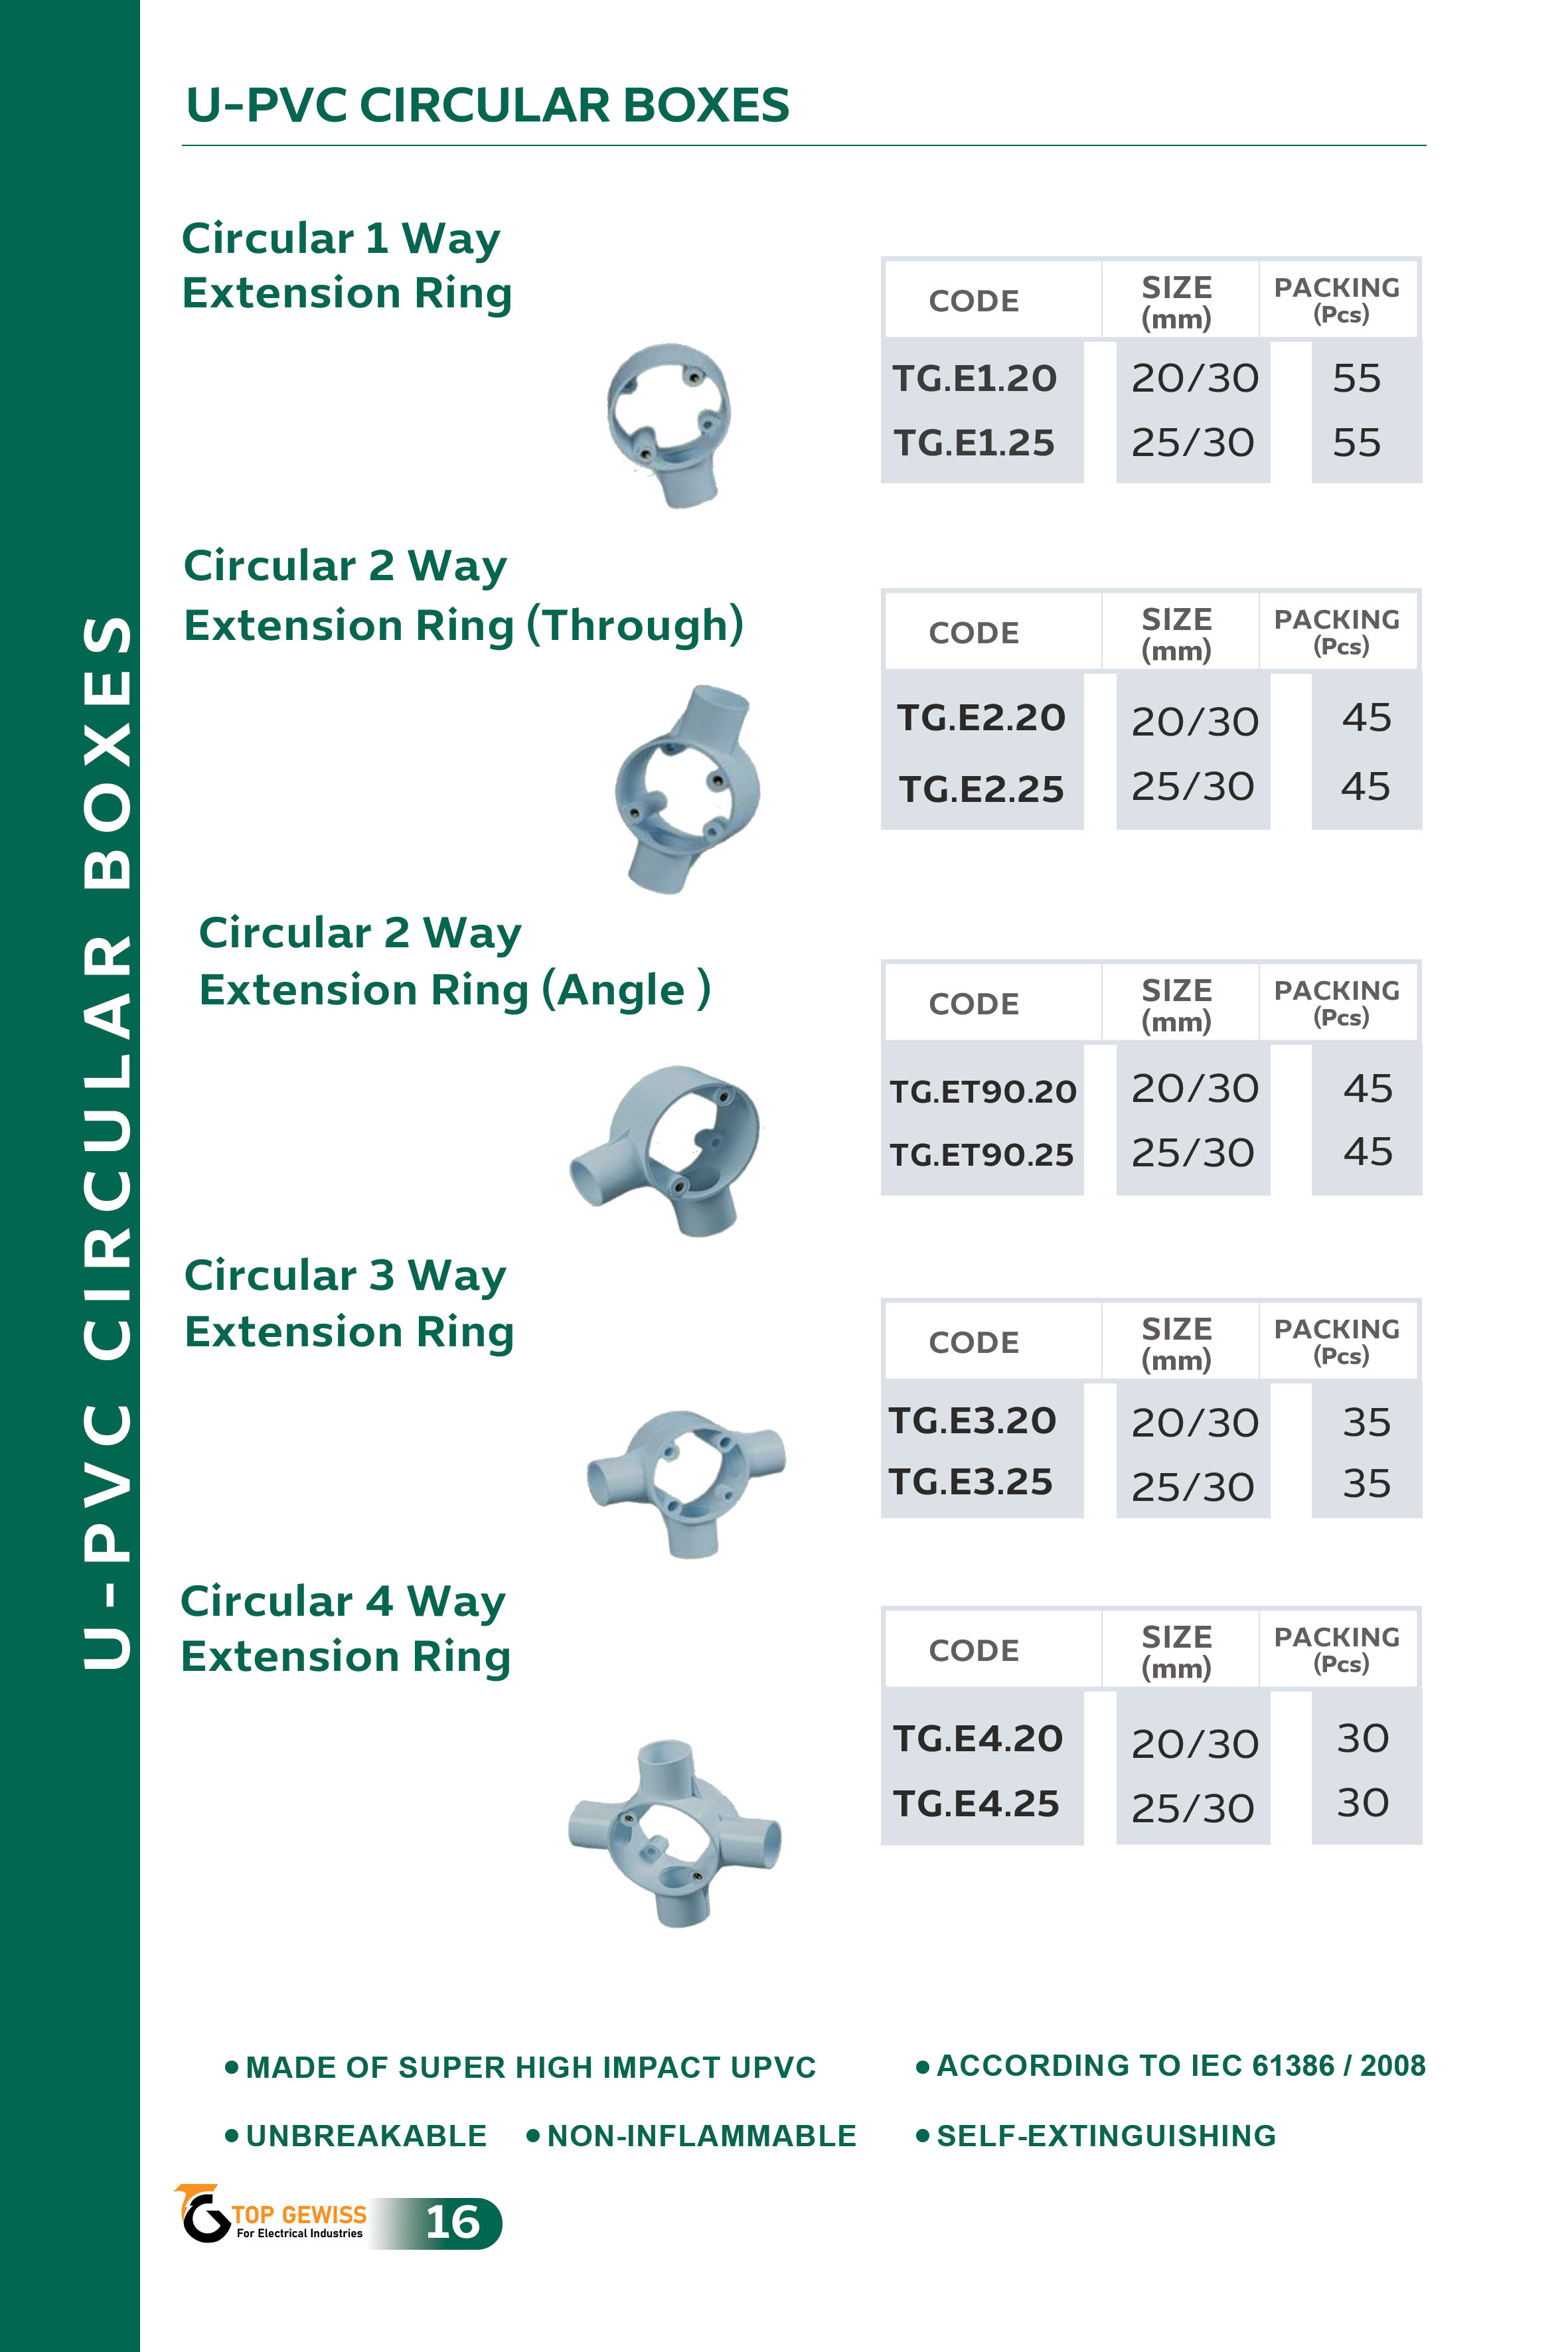 U-PVC CIRCULAR BOXES
U-PVC CIRCULAR BOXES
Circular 1 Way
Extension Ring
CODE SIZE (mm) PACKING (Pcs)
TG.E1.20 20/30 55
TG.E1.25 25/30 55
Circular 2 Way
Extension Ring (Through)
CODE SIZE (mm) PACKING (Pcs)
TG.E2.20 20/30 45
TG.E2.25 25/30 45
Circular 2 Way
Extension Ring (Angle )
CODE SIZE (mm) PACKING (Pcs)
TG.ET90.20 20/30 45
TG.ET90.25 25/30 45
Circular 3 Way
Extension Ring
CODE SIZE (mm) PACKING (Pcs)
TG.E3.20 20/30 35
TG.E3.25 25/30 35
Circular 4 Way
Extension Ring
CODE SIZE (mm) PACKING (Pcs)
TG.E4.20 20/30 30
TG.E4.25 25/30 30
• MADE OF SUPER HIGH IMPACT UPVC • ACCORDING TO IEC 61386 / 2008
• UNBREAKABLE • NON-INFLAMMABLE • SELF-EXTINGUISHING
TOP GEWISS
For Electrical Industries
16